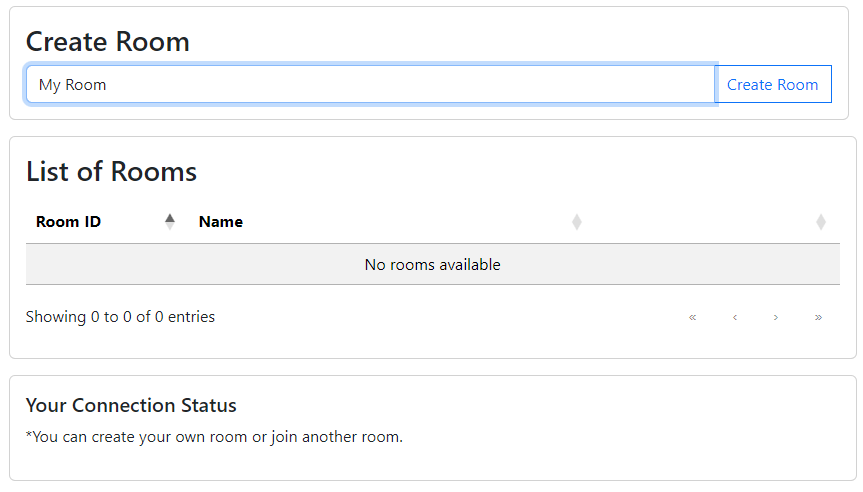 Create Room
My Room
Create Room
List of Rooms
Room ID Name
No rooms available
Showing 0 to 0 of 0 entries « ‹ › »
Your Connection Status
*You can create your own room or join another room.